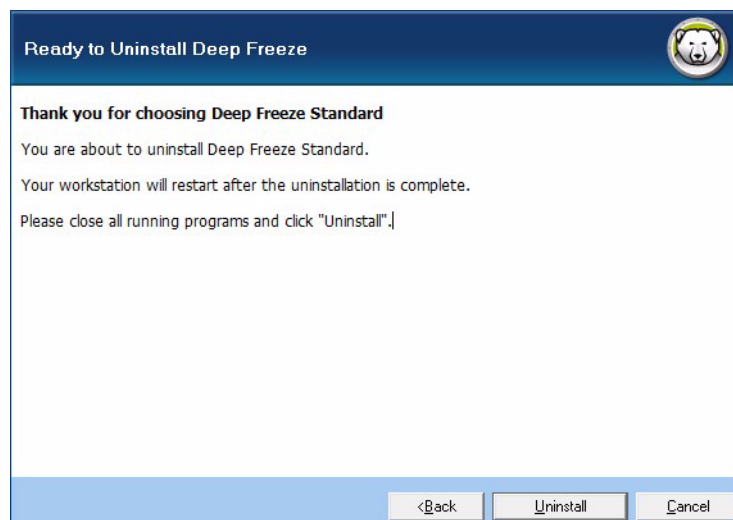 Ready to Uninstall Deep Freeze
Thank you for choosing Deep Freeze Standard
You are about to uninstall Deep Freeze Standard.
Your workstation will restart after the uninstallation is complete.
Please close all running programs and click "Uninstall".
<Back
Uninstall
Cancel